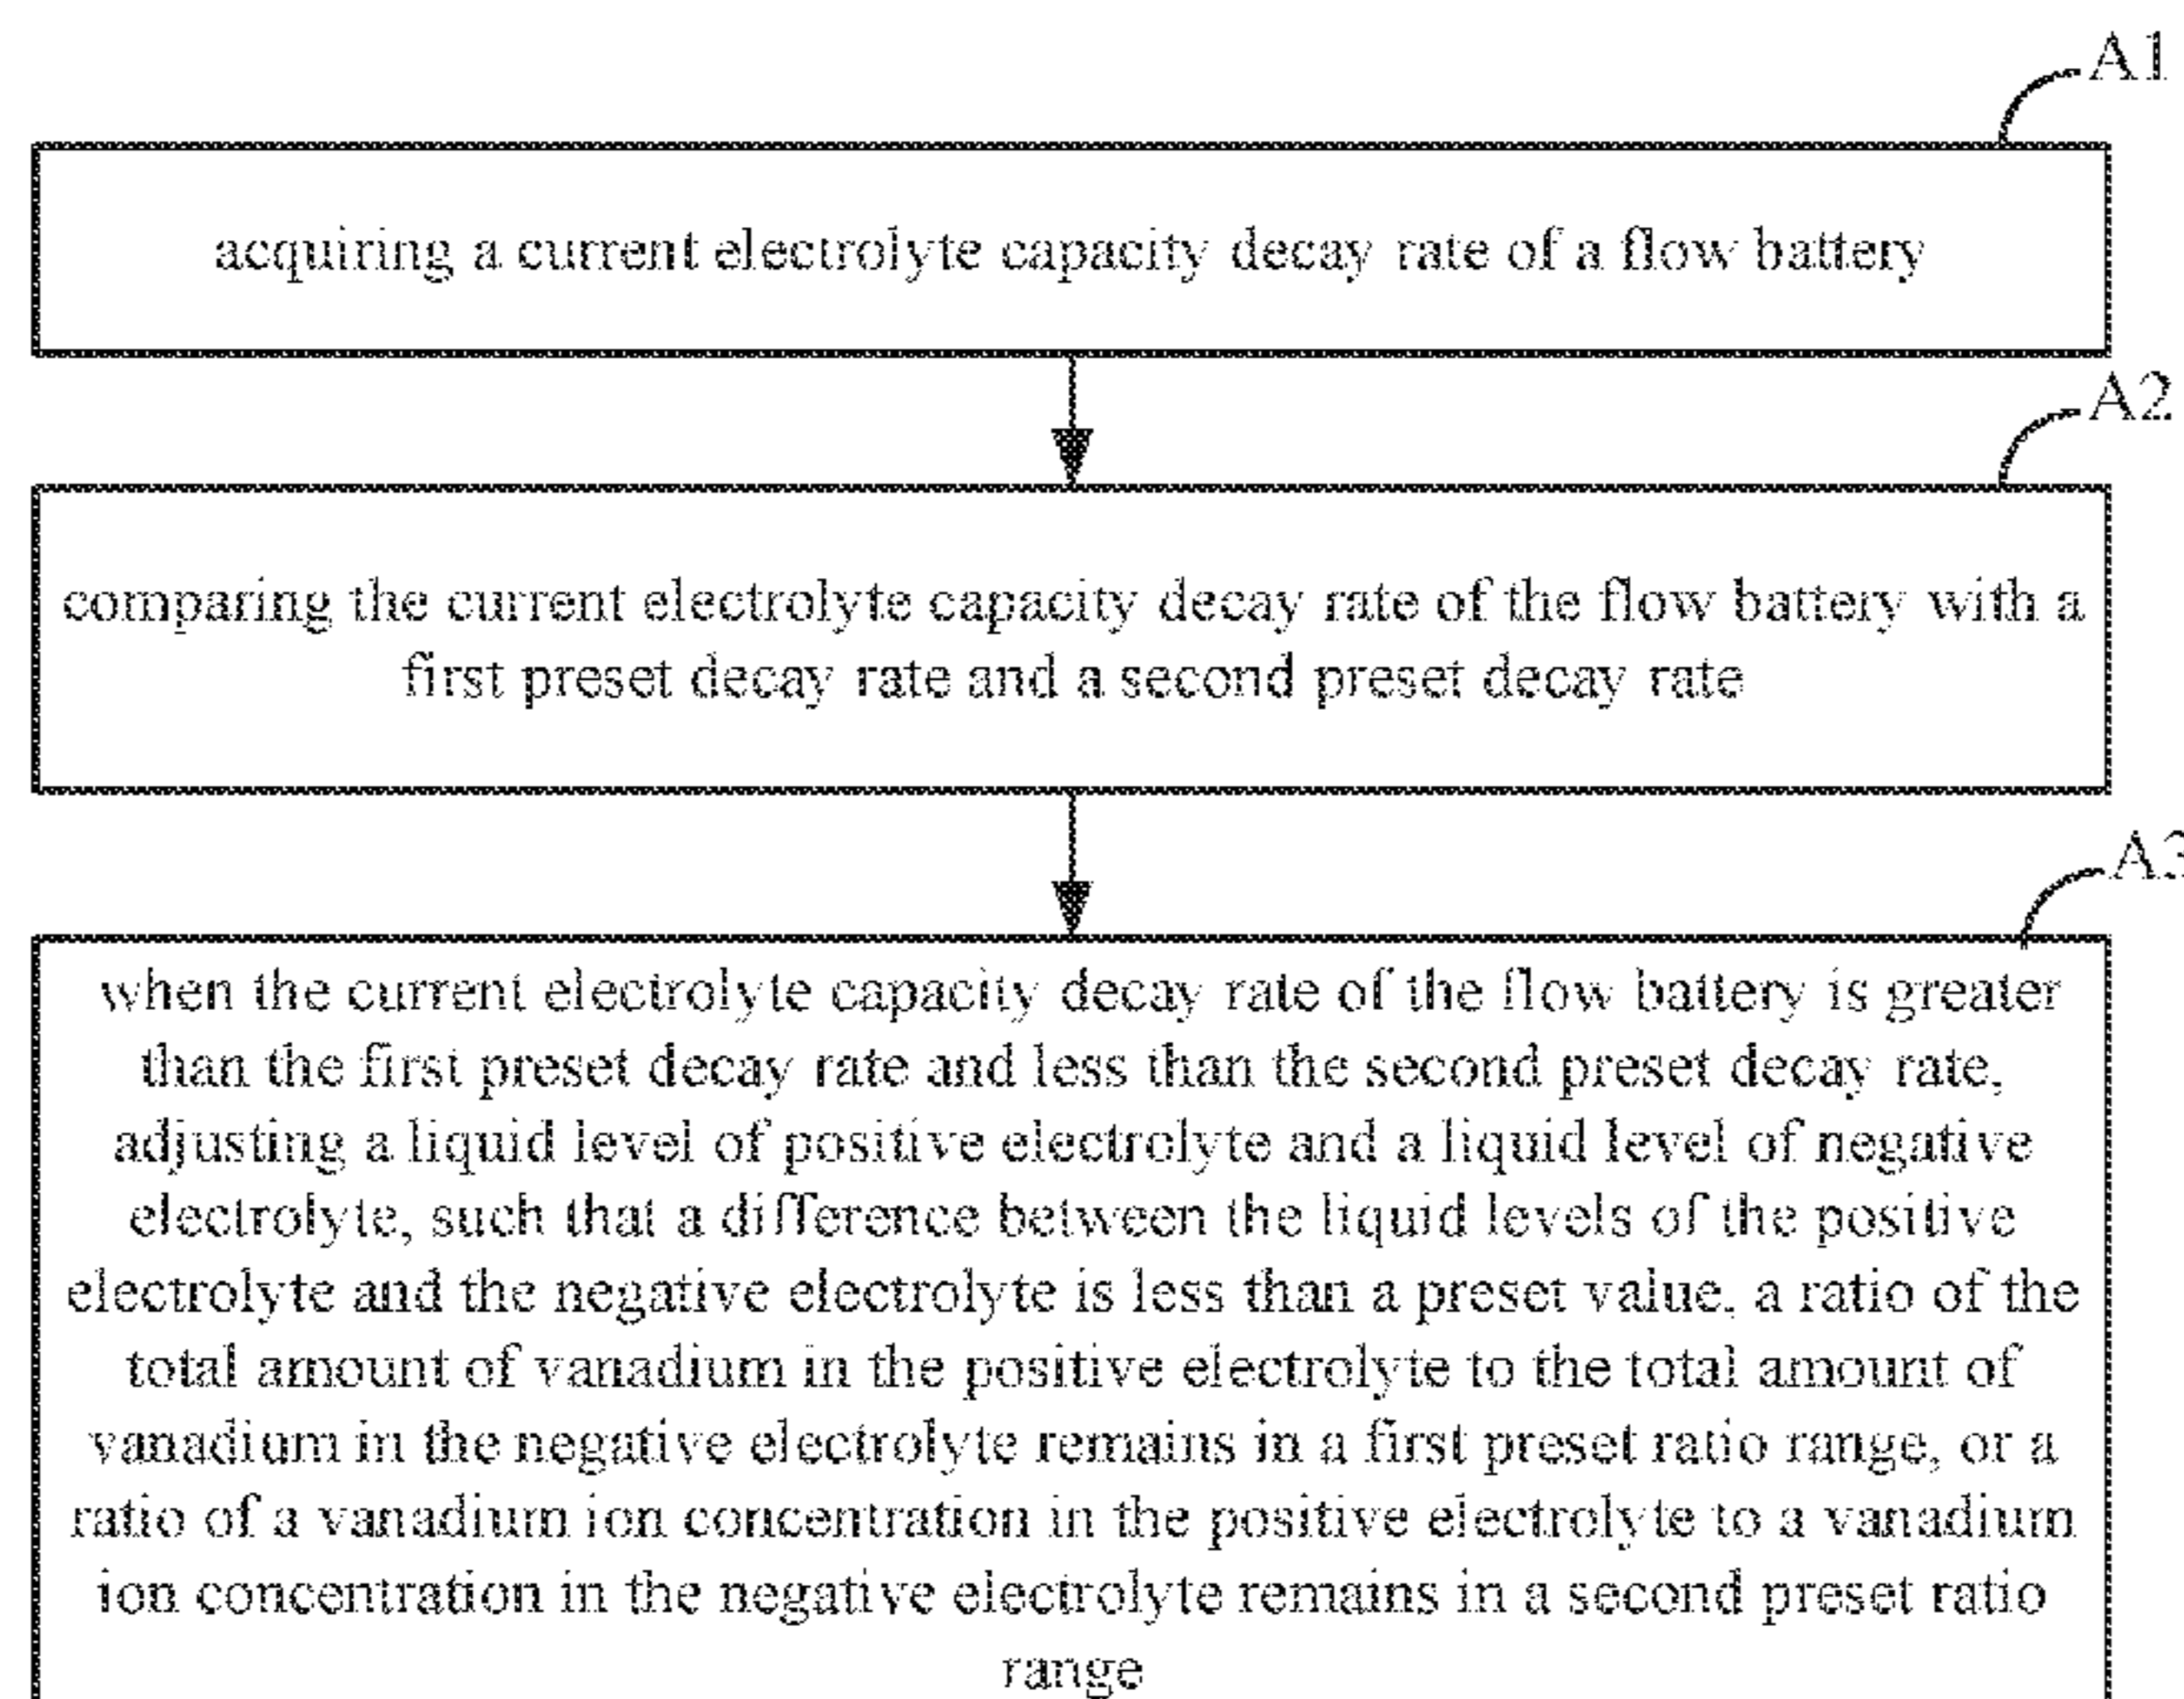 A1
acquiring a current electrolyte capacity decay rate of a flow battery
A2
comparing the current electrolyte capacity decay rate of the flow battery with a
first preset decay rate and a second preset decay rate
A3
when the current electrolyte capacity decay rate of the flow battery is greater
than the first preset decay rate and less than the second preset decay rate,
adjusting a liquid level of positive electrolyte and a liquid level of negative
electrolyte, such that a difference between the liquid levels of the positive
electrolyte and the negative electrolyte is less than a preset value, a ratio of the
total amount of vanadium in the positive electrolyte to the total amount of
vanadium in the negative electrolyte remains in a first preset ratio range, or a
ratio of a vanadium ion concentration in the positive electrolyte to a vanadium
ion concentration in the negative electrolyte remains in a second preset ratio
range